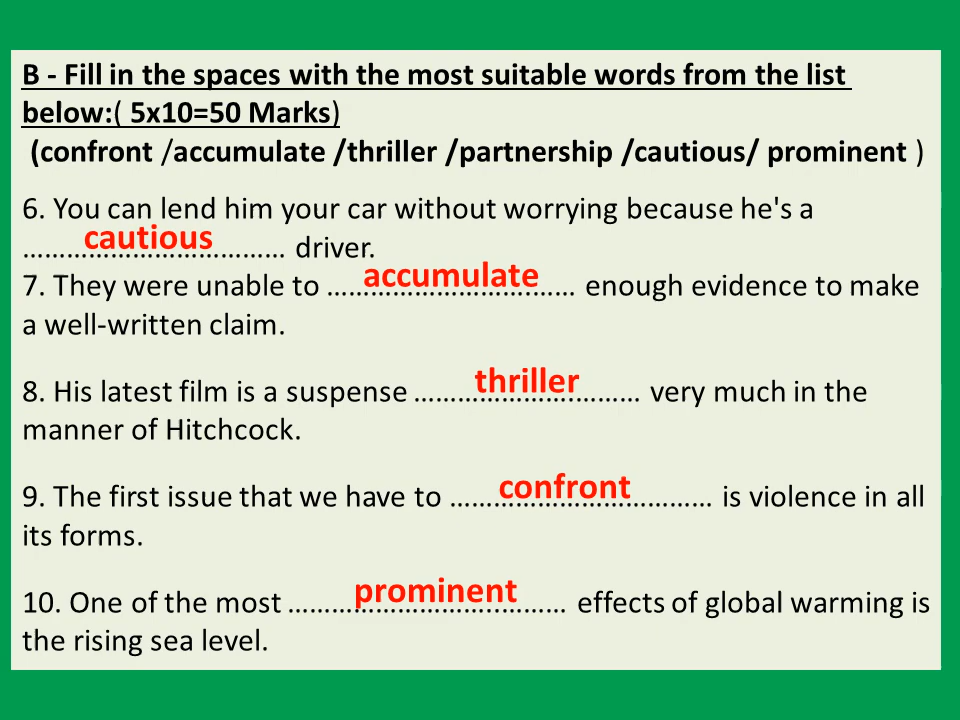 B - Fill in the spaces with the most suitable words from the list
below:( 5x10=50 Marks)
(confront /accumulate /thriller /partnership /cautious/ prominent )
6. You can lend him your car without worrying because he's a
cautious
……………………………… driver.
accumulate
7. They were unable to …………………………… enough evidence to make
a well-written claim.
thriller
8. His latest film is a suspense ………………………… very much in the
manner of Hitchcock.
confront
9. The first issue that we have to ……………………………… is violence in all
its forms.
prominent
10. One of the most ……………………………… effects of global warming is
the rising sea level.